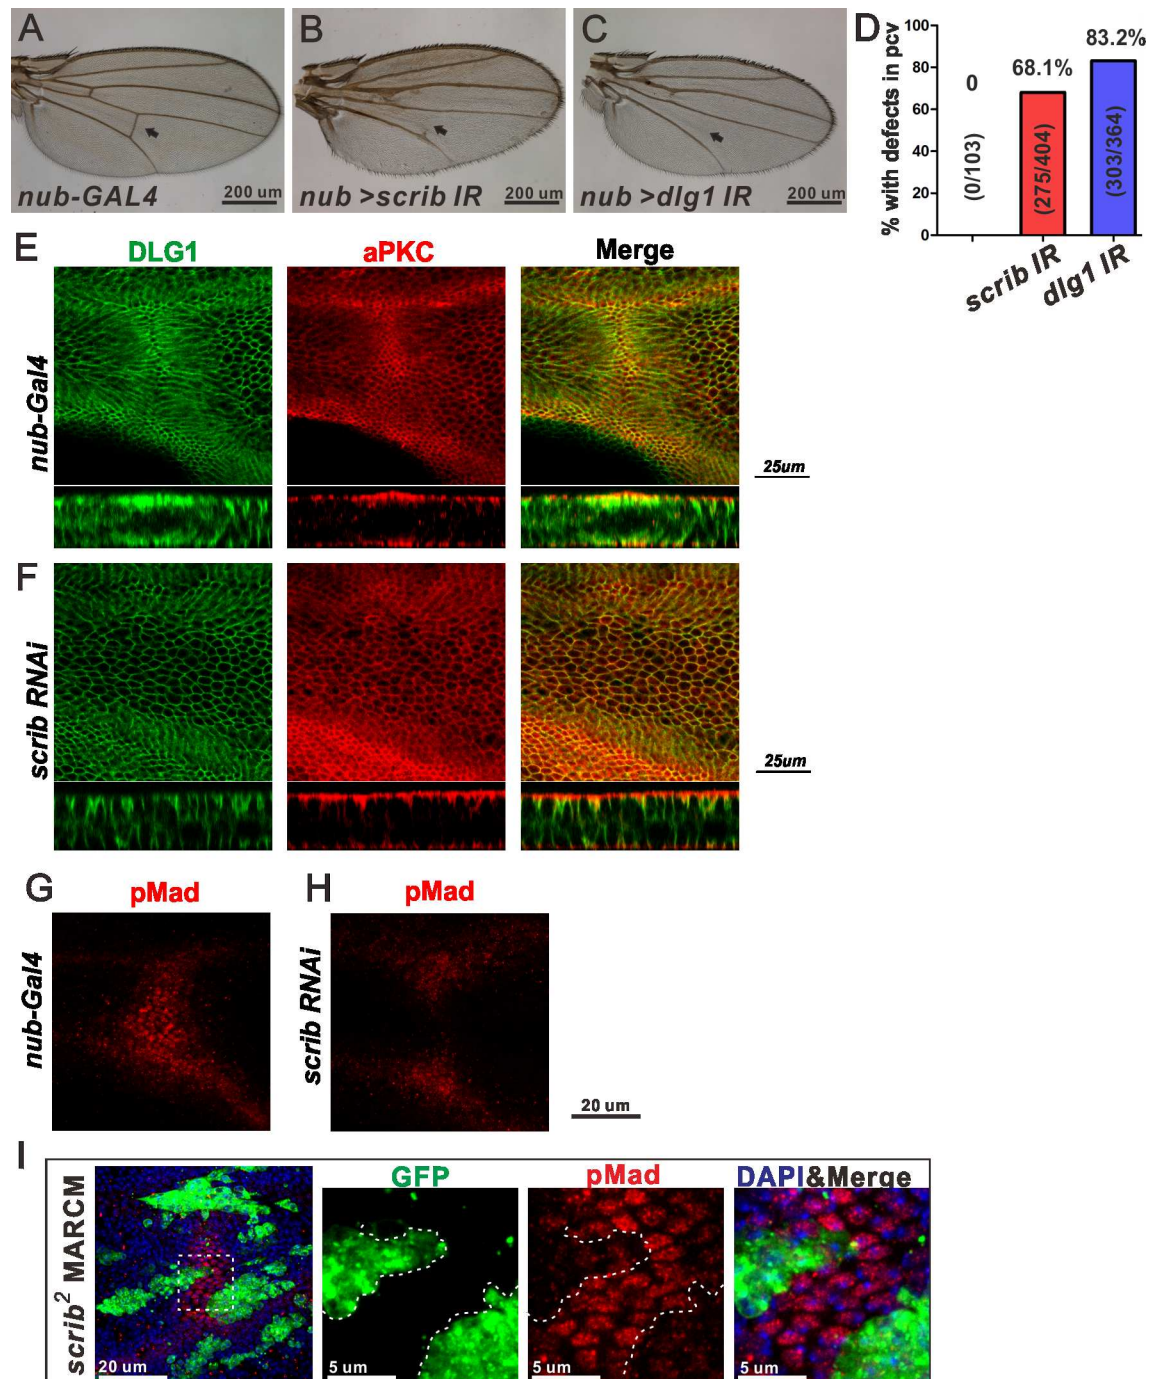 A
nub-GAL4
200 um
B
nub >scrib IR
200 um
C
nub >dlg1 IR
200 um
D
% with defects in pcv
100
80
60
40
20
0
0
(0/103)
68.1%
(275/404)
83.2%
(303/364)
scrib IR
dlg1 IR
E
DLG1
aPKC
Merge
nub-Gal4
25um
F
scrib RNAi
25um
G
pMad
nub-Gal4
H
pMad
scrib RNAi
20 um
I
scrib² MARCM
20 um
GFP
5 um
pMad
5 um
DAPI&Merge
5 um